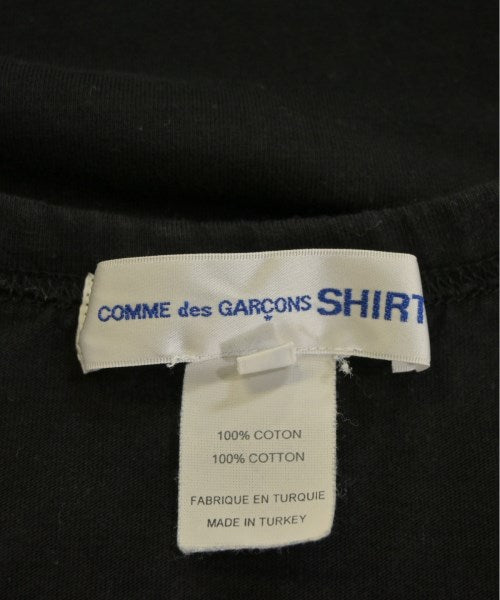 COMME des GARÇONS SHIRT
100% COTON
100% COTTON
FABRIQUE EN TURQUIE
MADE IN TURKEY